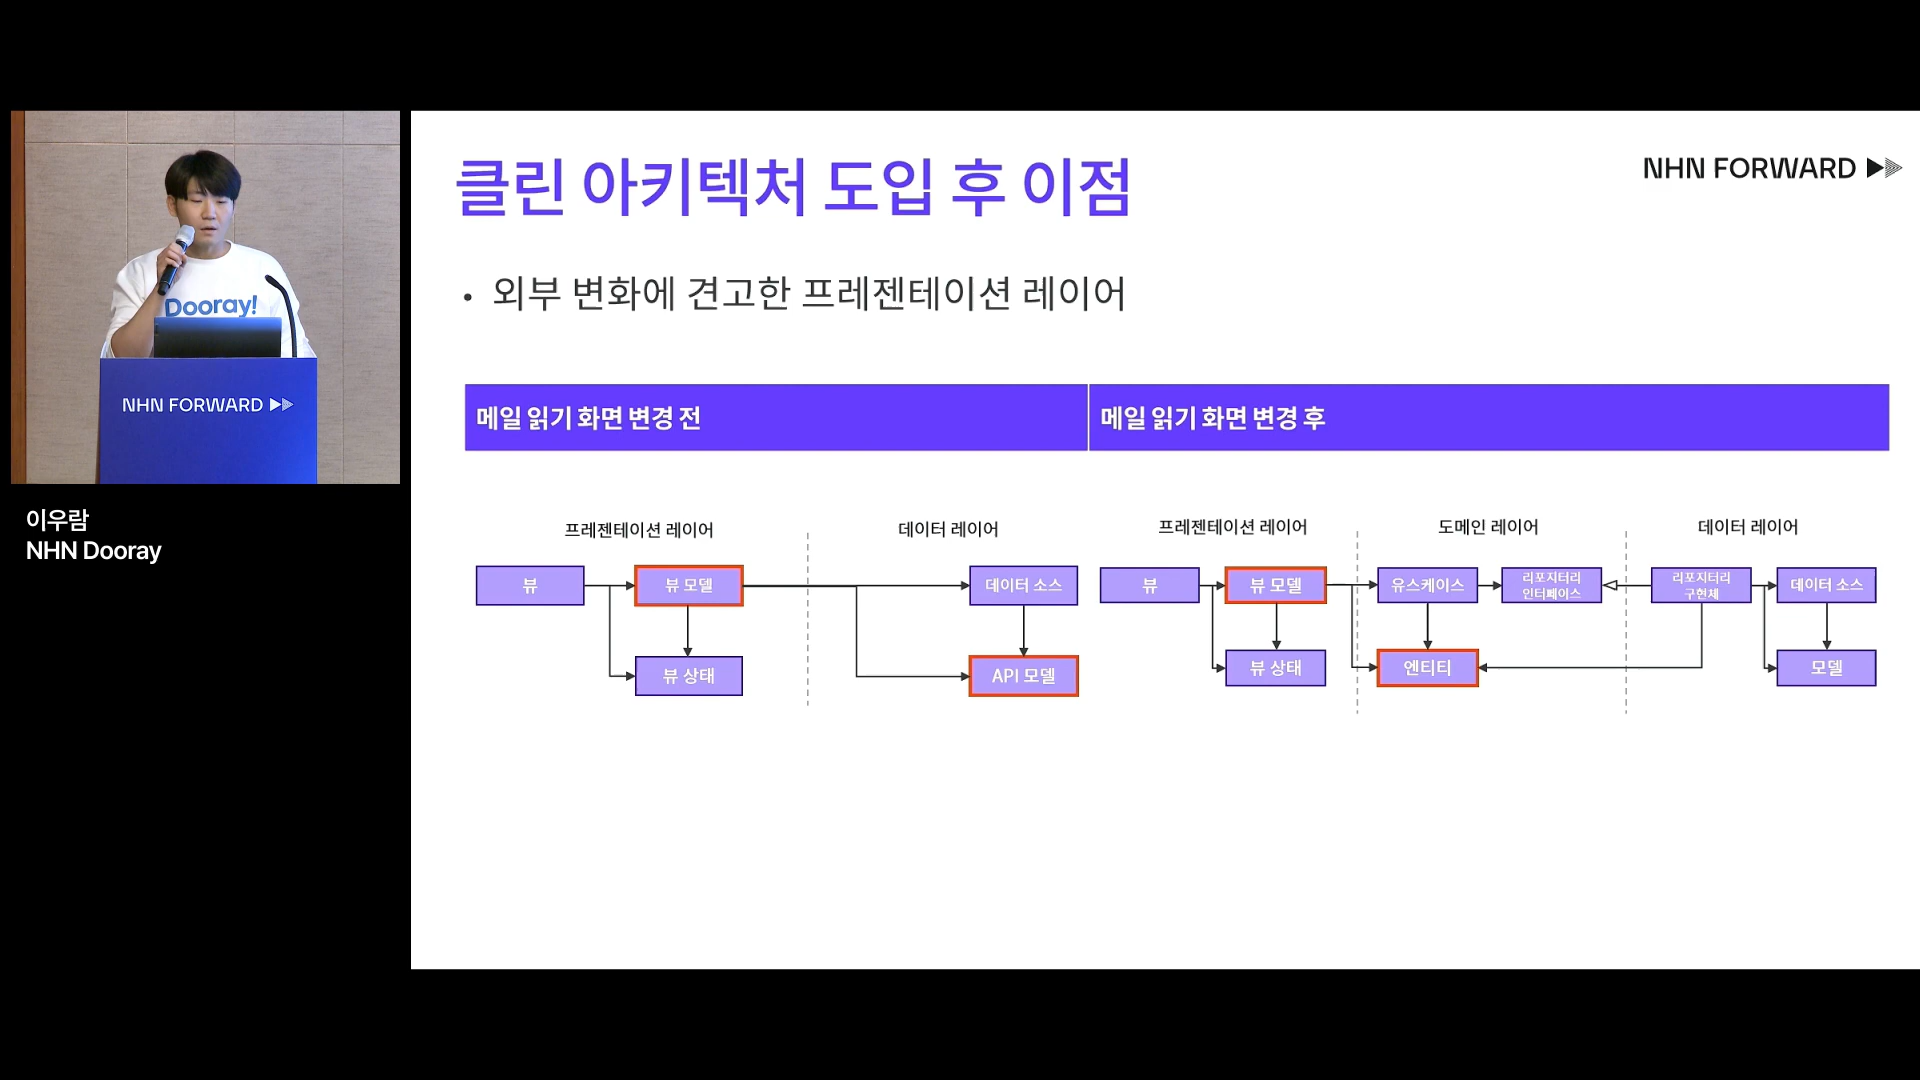 클린 아키텍처 도입 후 이점
NHN FORWARD
• 외부 변화에 견고한 프레젠테이션 레이어
Dooray!
NHN FORWARD
이우람
NHN Dooray
메일 읽기 화면 변경 전
메일 읽기 화면 변경 후
프레젠테이션 레이어
데이터 레이어
뷰
뷰 모델
데이터 소스
뷰 상태
API 모델
프레젠테이션 레이어
도메인 레이어
데이터 레이어
뷰
뷰 모델
유스케이스
리포지터리
인터페이스
리포지터리
구현체
데이터 소스
뷰 상태
엔티티
모델